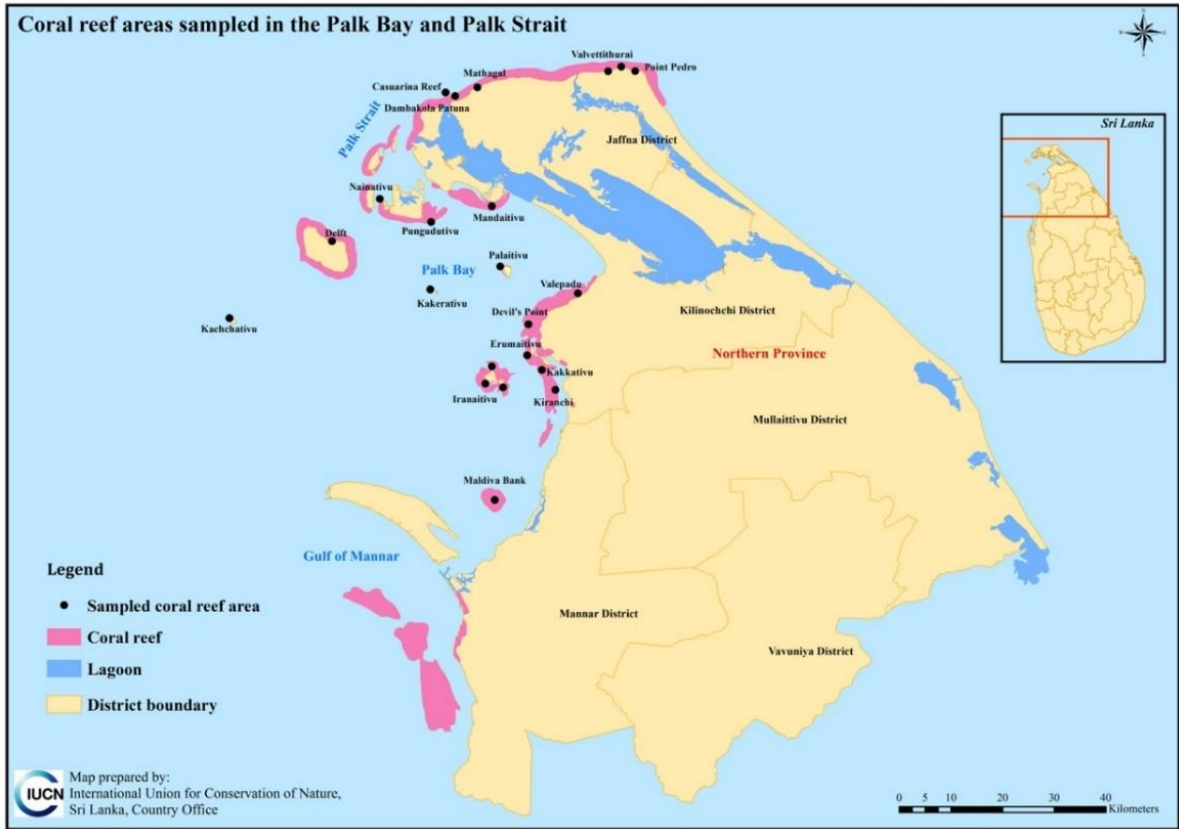 Coral reef areas sampled in the Palk Bay and Palk Strait
N
Valvettithurai
Point Pedro
Mathagal
Casuarina Reef
Dambakola Patuna
Palk Strait
Jaffna District
Sri Lanka
Nainativu
Mandaitivu
Pungudutivu
Delft
Palaitivu
Palk Bay
Kakerativu
Valepadu
Kachchativu
Devil's Point
Kilinochchi District
Erumaitivu
Northern Province
Kakkativu
Iranaitivu
Kiranchi
Mullaittivu District
Maldiva Bank
Gulf of Mannar
Legend
Sampled coral reef area
Coral reef
Lagoon
District boundary
Mannar District
Vavuniya District
IUCN
Map prepared by:
International Union for Conservation of Nature,
Sri Lanka, Country Office
0 5 10 20 30 40
Kilometers